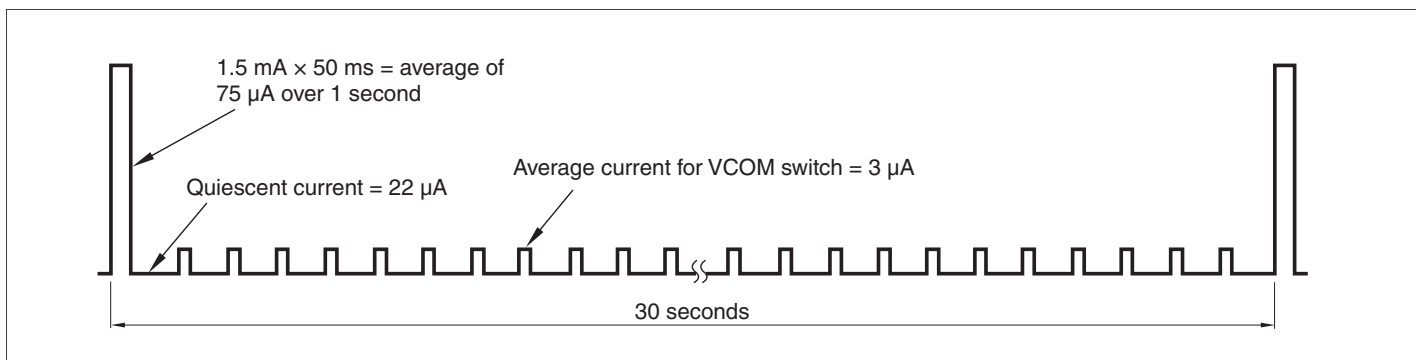 1.5 mA × 50 ms = average of
75 µA over 1 second
Average current for VCOM switch = 3 µA
Quiescent current = 22 µA
30 seconds